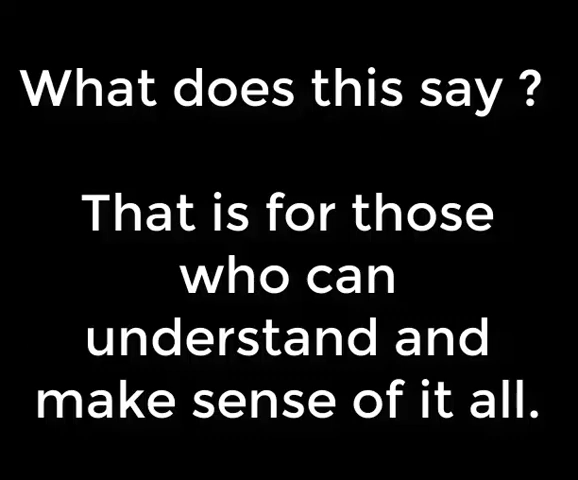 What does this say ?
That is for those
who can
understand and
make sense of it all.